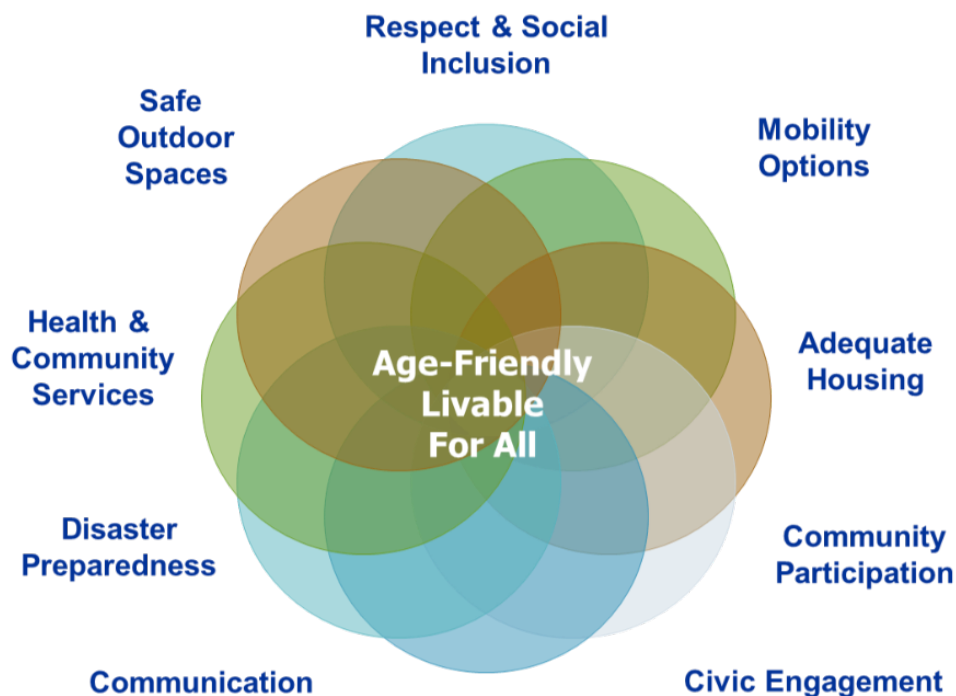 Respect & Social
Inclusion
Safe
Outdoor
Spaces
Mobility
Options
Health &
Community
Services
Age-Friendly
Livable
For All
Adequate
Housing
Disaster
Preparedness
Community
Participation
Communication
Civic Engagement